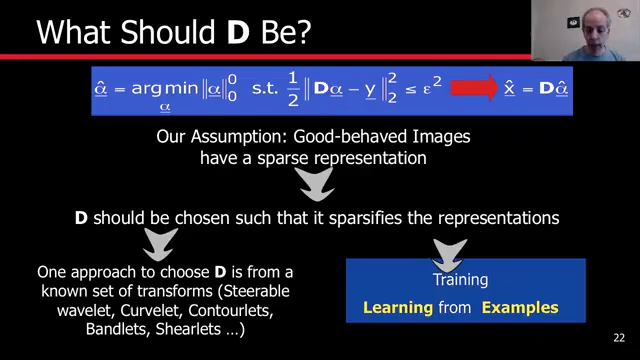 What Should D Be?
α̂ = arg min ‖α‖₀⁰ s.t. 1/2 ‖Dα − y‖₂² ≤ ε² x̂ = Dα̂
α
Our Assumption: Good-behaved Images
have a sparse representation
D should be chosen such that it sparsifies the representations
One approach to choose D is from a
known set of transforms (Steerable
wavelet, Curvelet, Contourlets,
Bandlets, Shearlets …)
Training
Learning from Examples
22